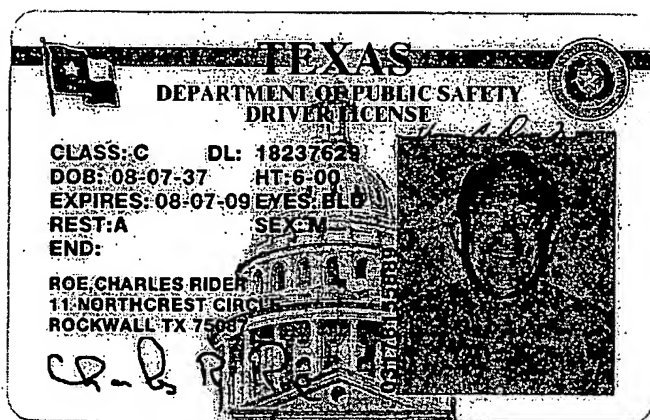 TEXAS
DEPARTMENT OF PUBLIC SAFETY
DRIVER LICENSE
CLASS: C DL: 18237629
DOB: 08-07-37 HT: 6-00
EXPIRES: 08-07-09 EYES: BLU
REST: A SEX: M
END:
ROE, CHARLES RIDER
11 NORTHCREST CIRCLE
ROCKWALL TX 75087